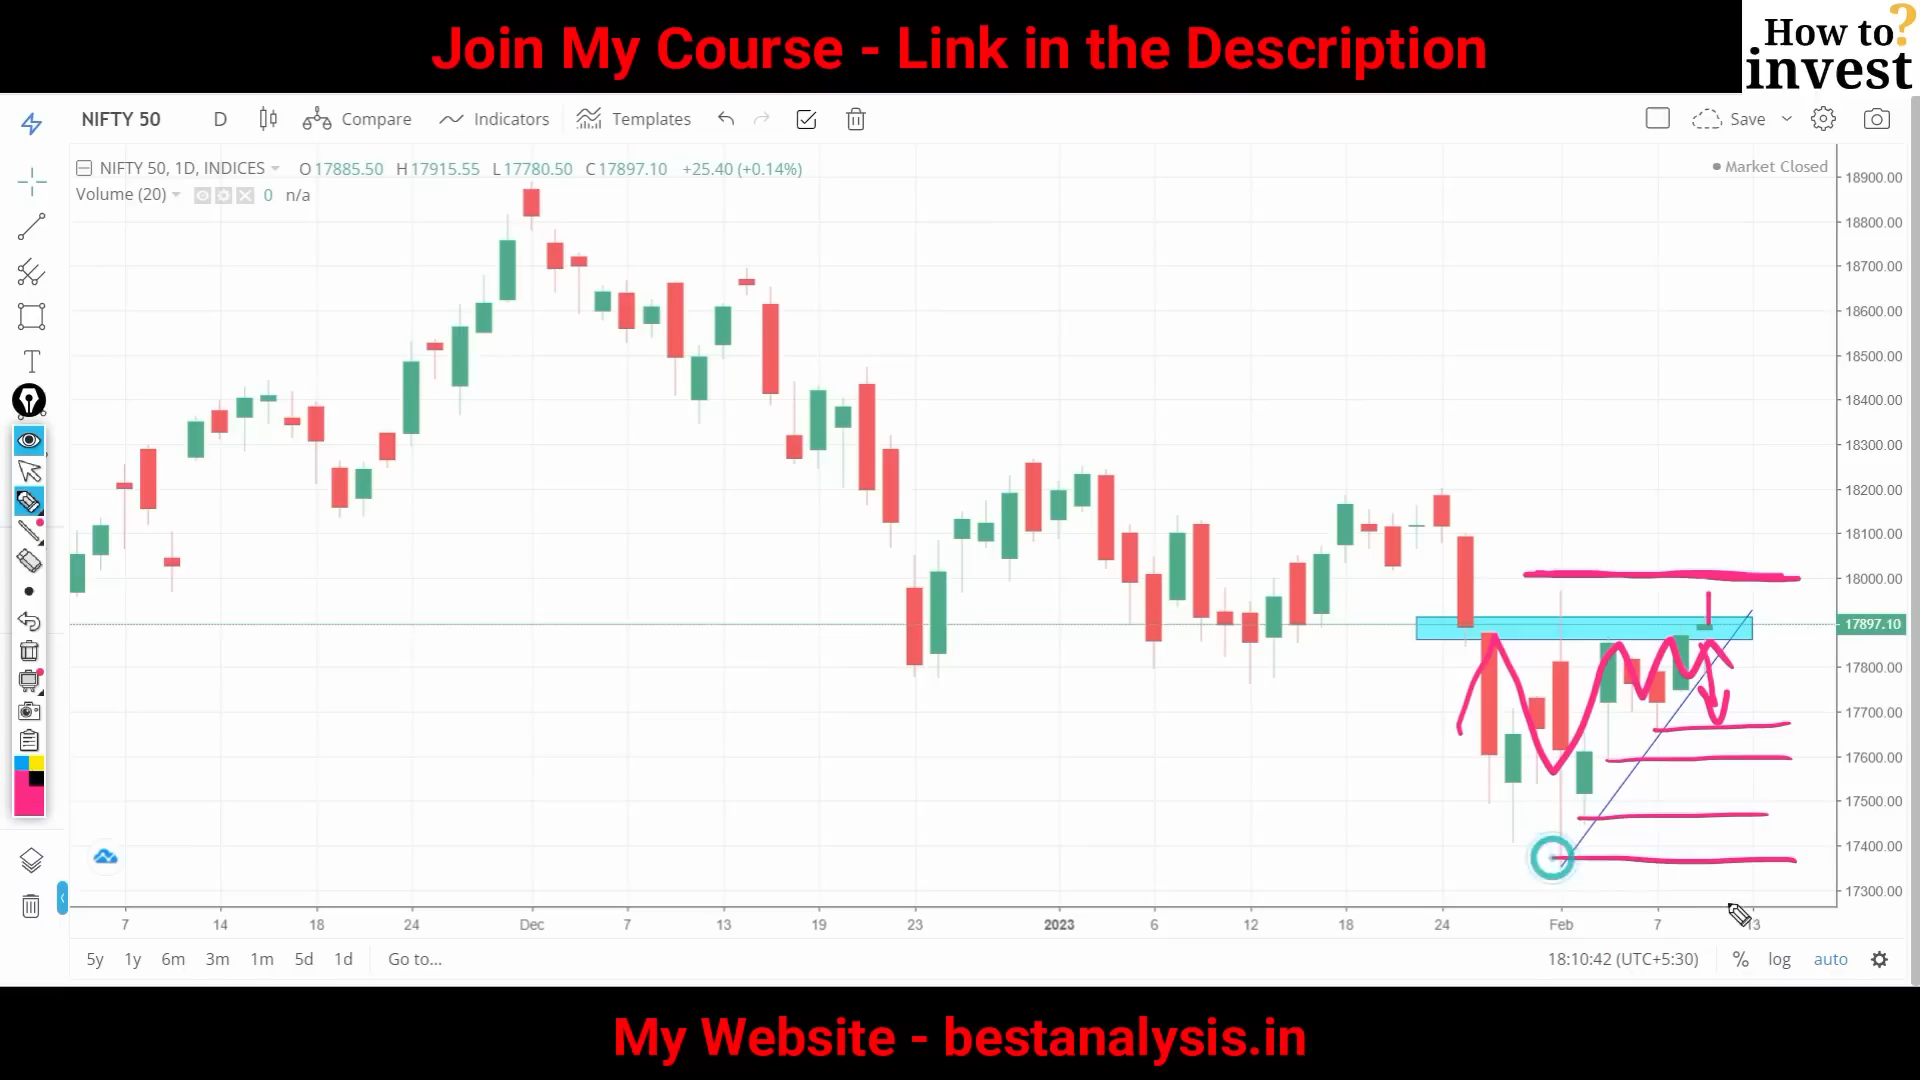 Join My Course - Link in the Description
How to?
invest
NIFTY 50 D Compare Indicators Templates Save
NIFTY 50, 1D, INDICES O17885.50 H17915.55 L17780.50 C17897.10 +25.40 (+0.14%)
Market Closed
Volume (20) 0 n/a
18900.00
18800.00
18700.00
18600.00
18500.00
18400.00
18300.00
18200.00
18100.00
18000.00
17897.10
17800.00
17700.00
17600.00
17500.00
17400.00
17300.00
7 14 18 24 Dec 7 13 19 23 2023 6 12 18 24 Feb 7 13
5y 1y 6m 3m 1m 5d 1d Go to... 18:10:42 (UTC+5:30) % log auto
My Website - bestanalysis.in